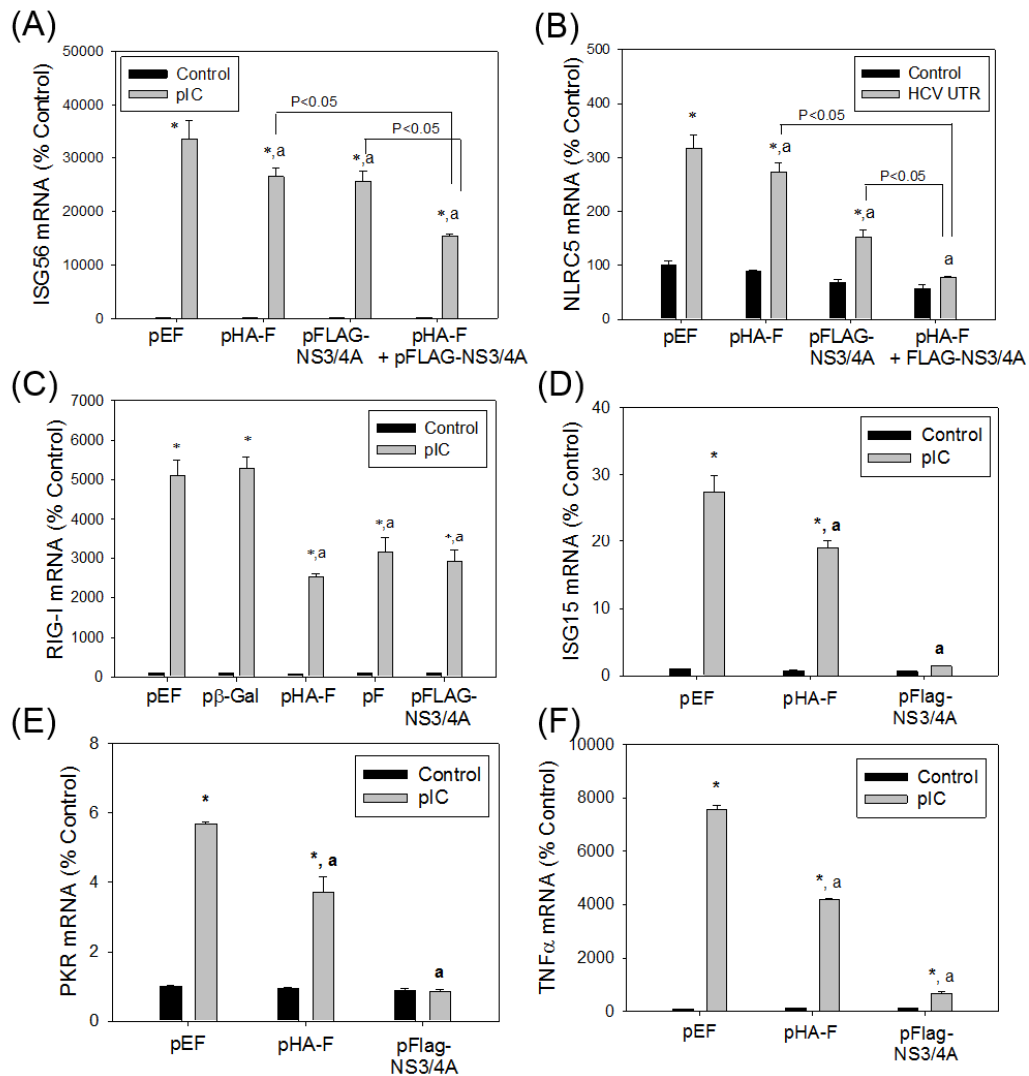 (A)
ISG56 mRNA (% Control)
50000
40000
30000
20000
10000
0
Control
pIC
P<0.05
P<0.05
*
*,a
*,a
*,a
pEF
pHA-F
pFLAG-
NS3/4A
pHA-F
+ pFLAG-NS3/4A
(B)
NLRC5 mRNA (% Control)
500
400
300
200
100
0
Control
HCV UTR
P<0.05
P<0.05
*
*,a
*,a
a
pEF
pHA-F
pFLAG-
NS3/4A
pHA-F
+ FLAG-NS3/4A
(C)
RIG-I mRNA (% Control)
7000
6000
5000
4000
3000
2000
1000
0
Control
pIC
*
*
*,a
*,a
*,a
pEF
pβ-Gal
pHA-F
pF
pFLAG-
NS3/4A
(D)
ISG15 mRNA (% Control)
40
30
20
10
0
Control
pIC
*
*, a
a
pEF
pHA-F
pFlag-
NS3/4A
(E)
PKR mRNA (% Control)
8
6
4
2
0
Control
pIC
*
*, a
a
pEF
pHA-F
pFlag-
NS3/4A
(F)
TNFα mRNA (% Control)
10000
8000
6000
4000
2000
0
Control
pIC
*
*, a
*, a
pEF
pHA-F
pFlag-
NS3/4A